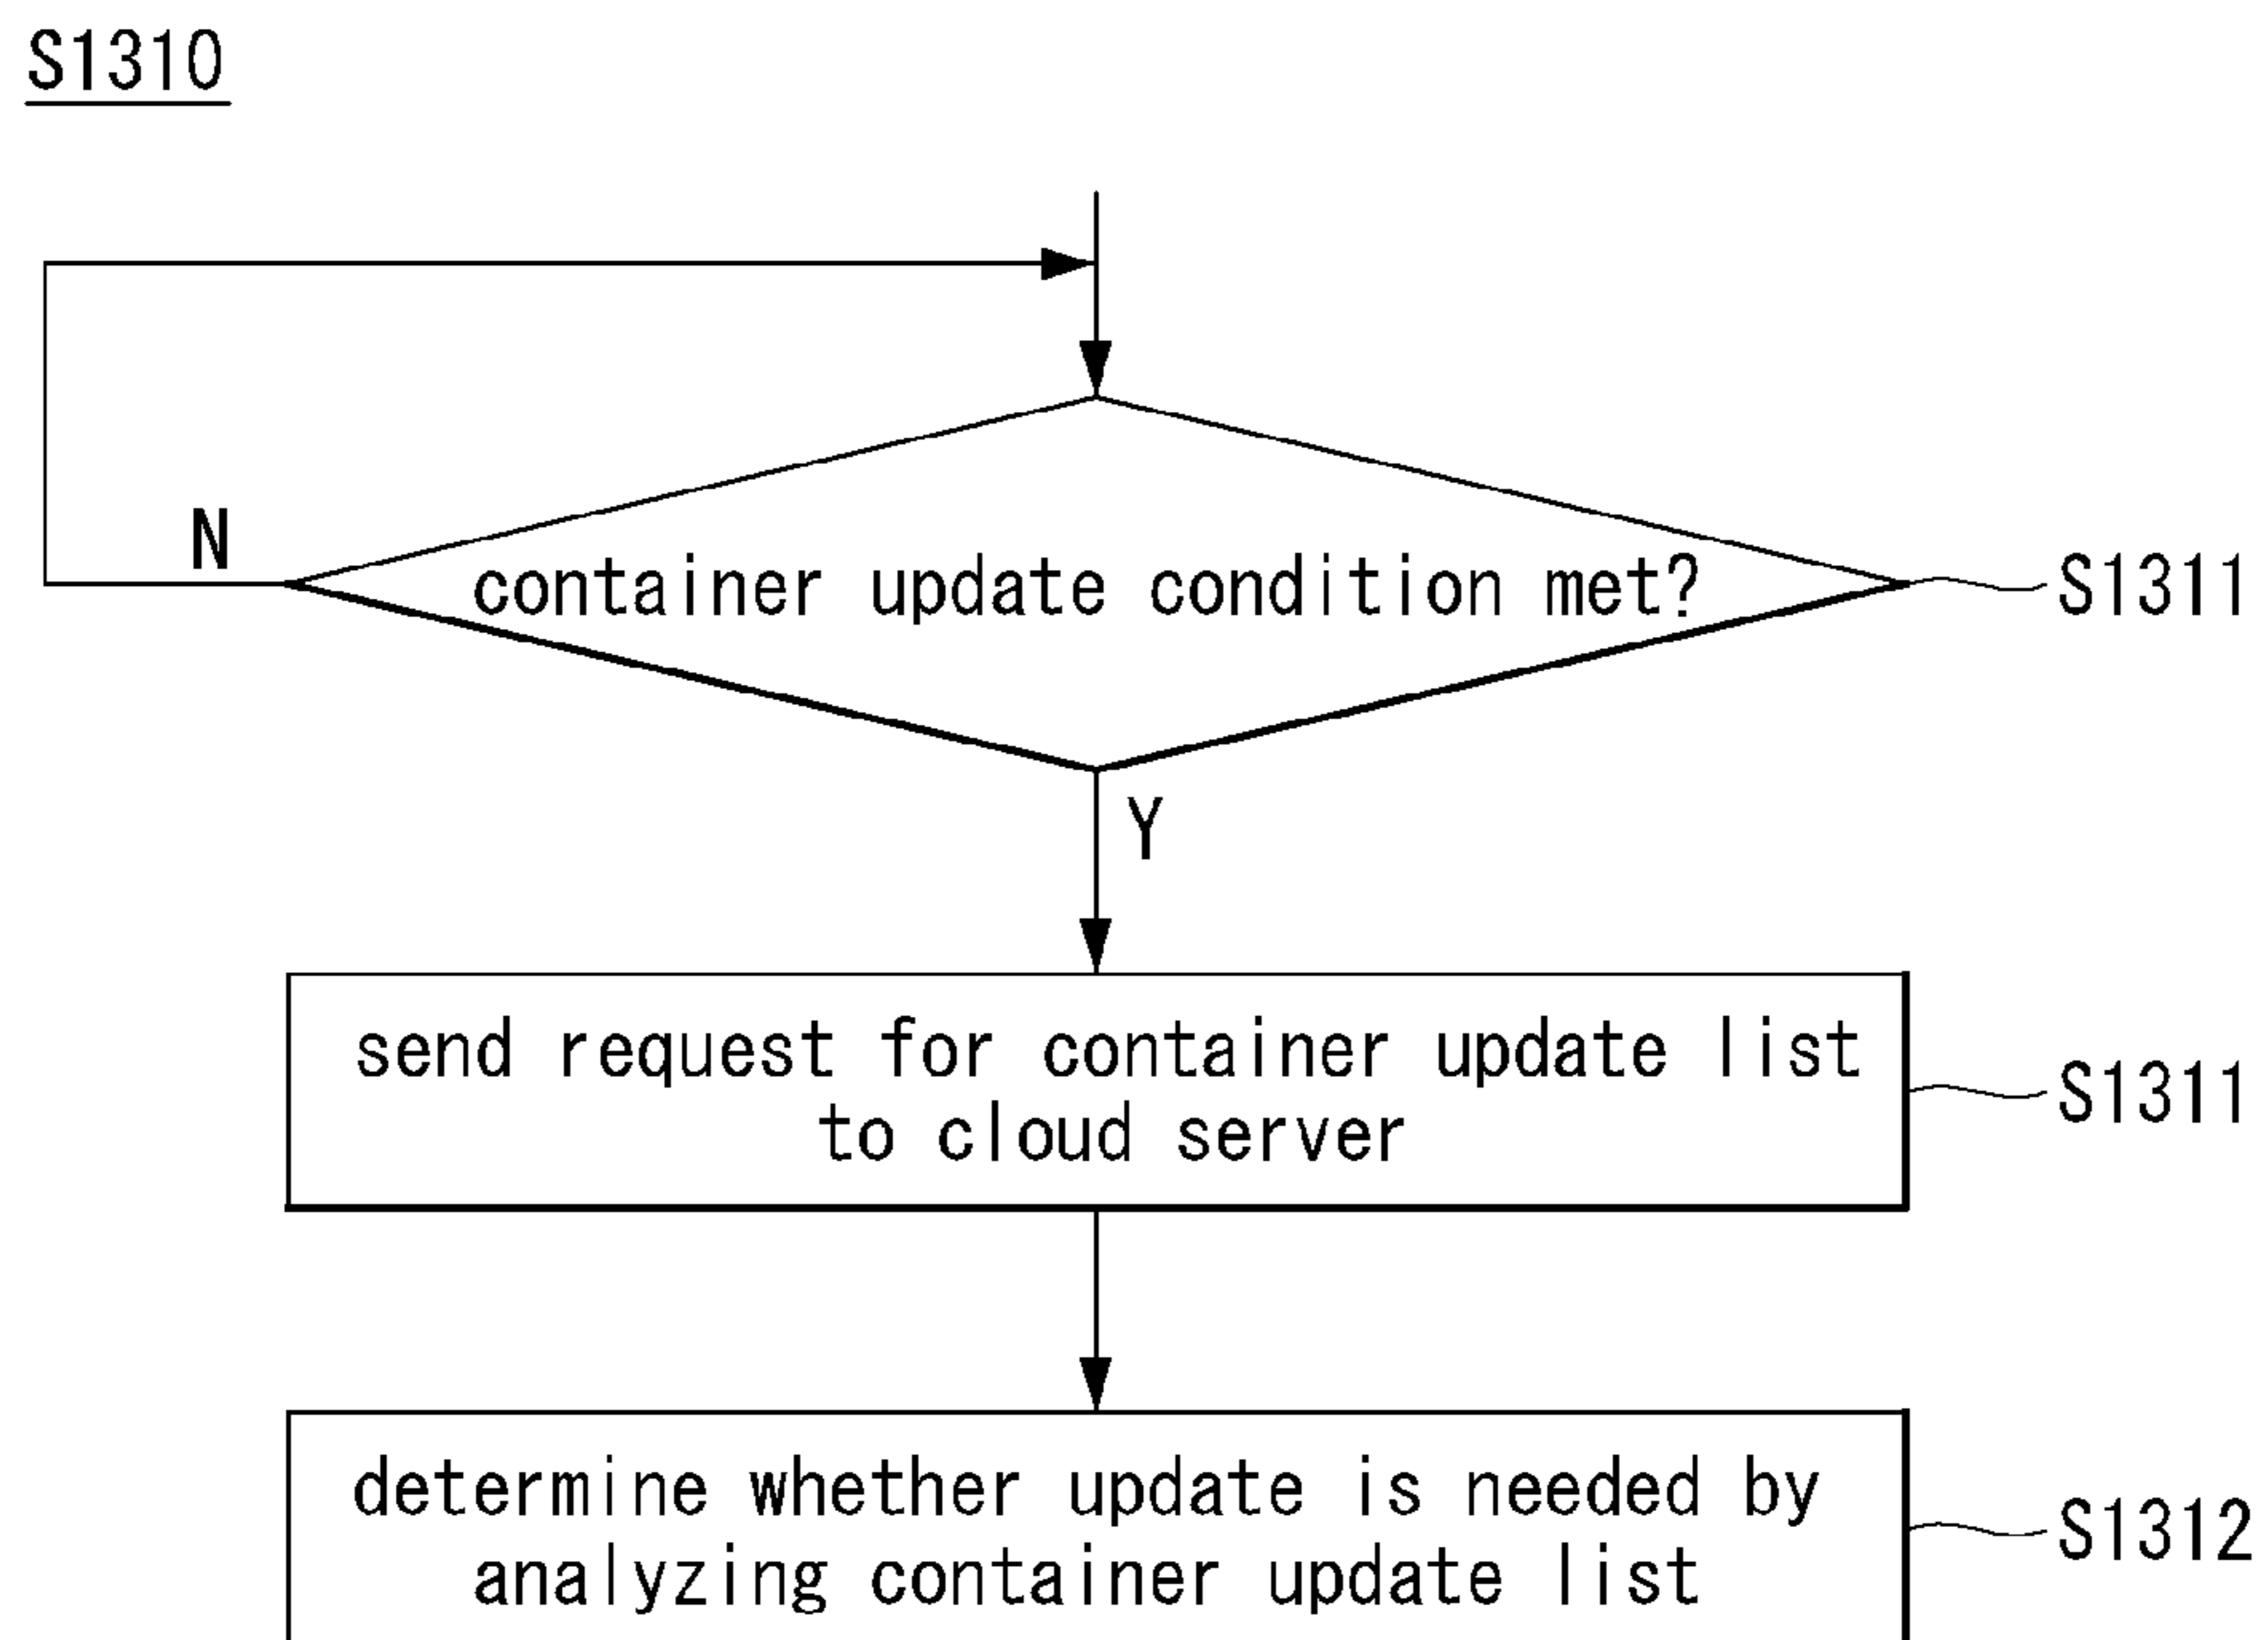 S1310
N
container update condition met?
S1311
Y
send request for container update list
to cloud server
S1311
determine whether update is needed by
analyzing container update list
S1312